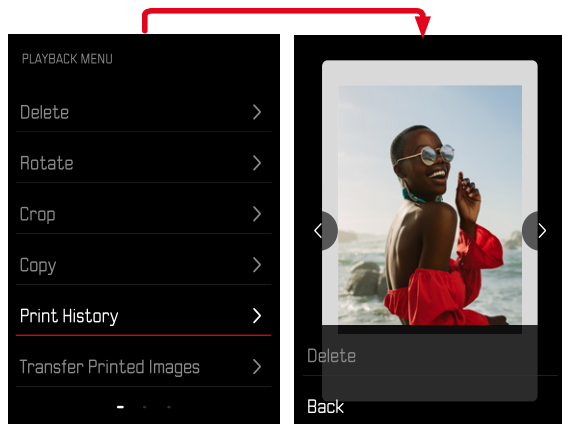 PLAYBACK MENU
Delete
Rotate
Crop
Copy
Print History
Transfer Printed Images
Delete
Back